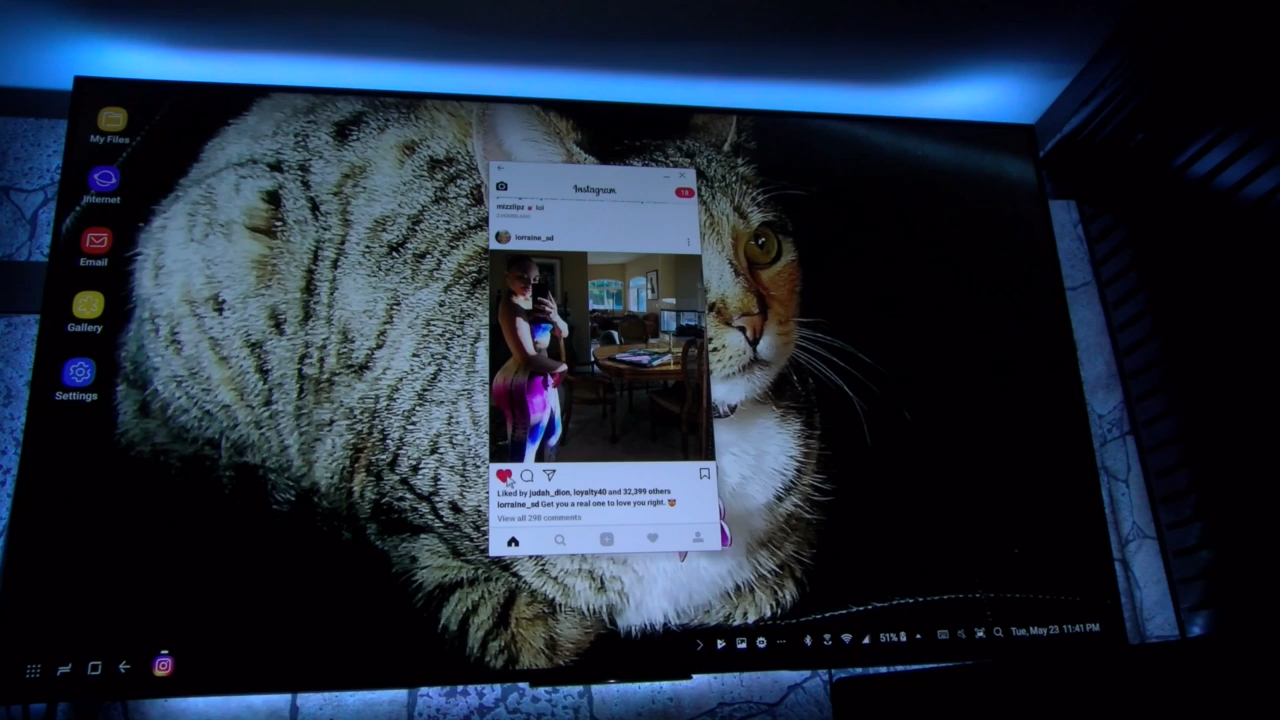 My Files
Internet
Email
Gallery
Settings
Instagram
18
mizzlipz lol
lorraine_sd
Liked by judah_dion, loyalty40 and 32,399 others
lorraine_sd Get you a real one to love you right. 😍
View all 298 comments
51% Tue, May 23 11:41 PM